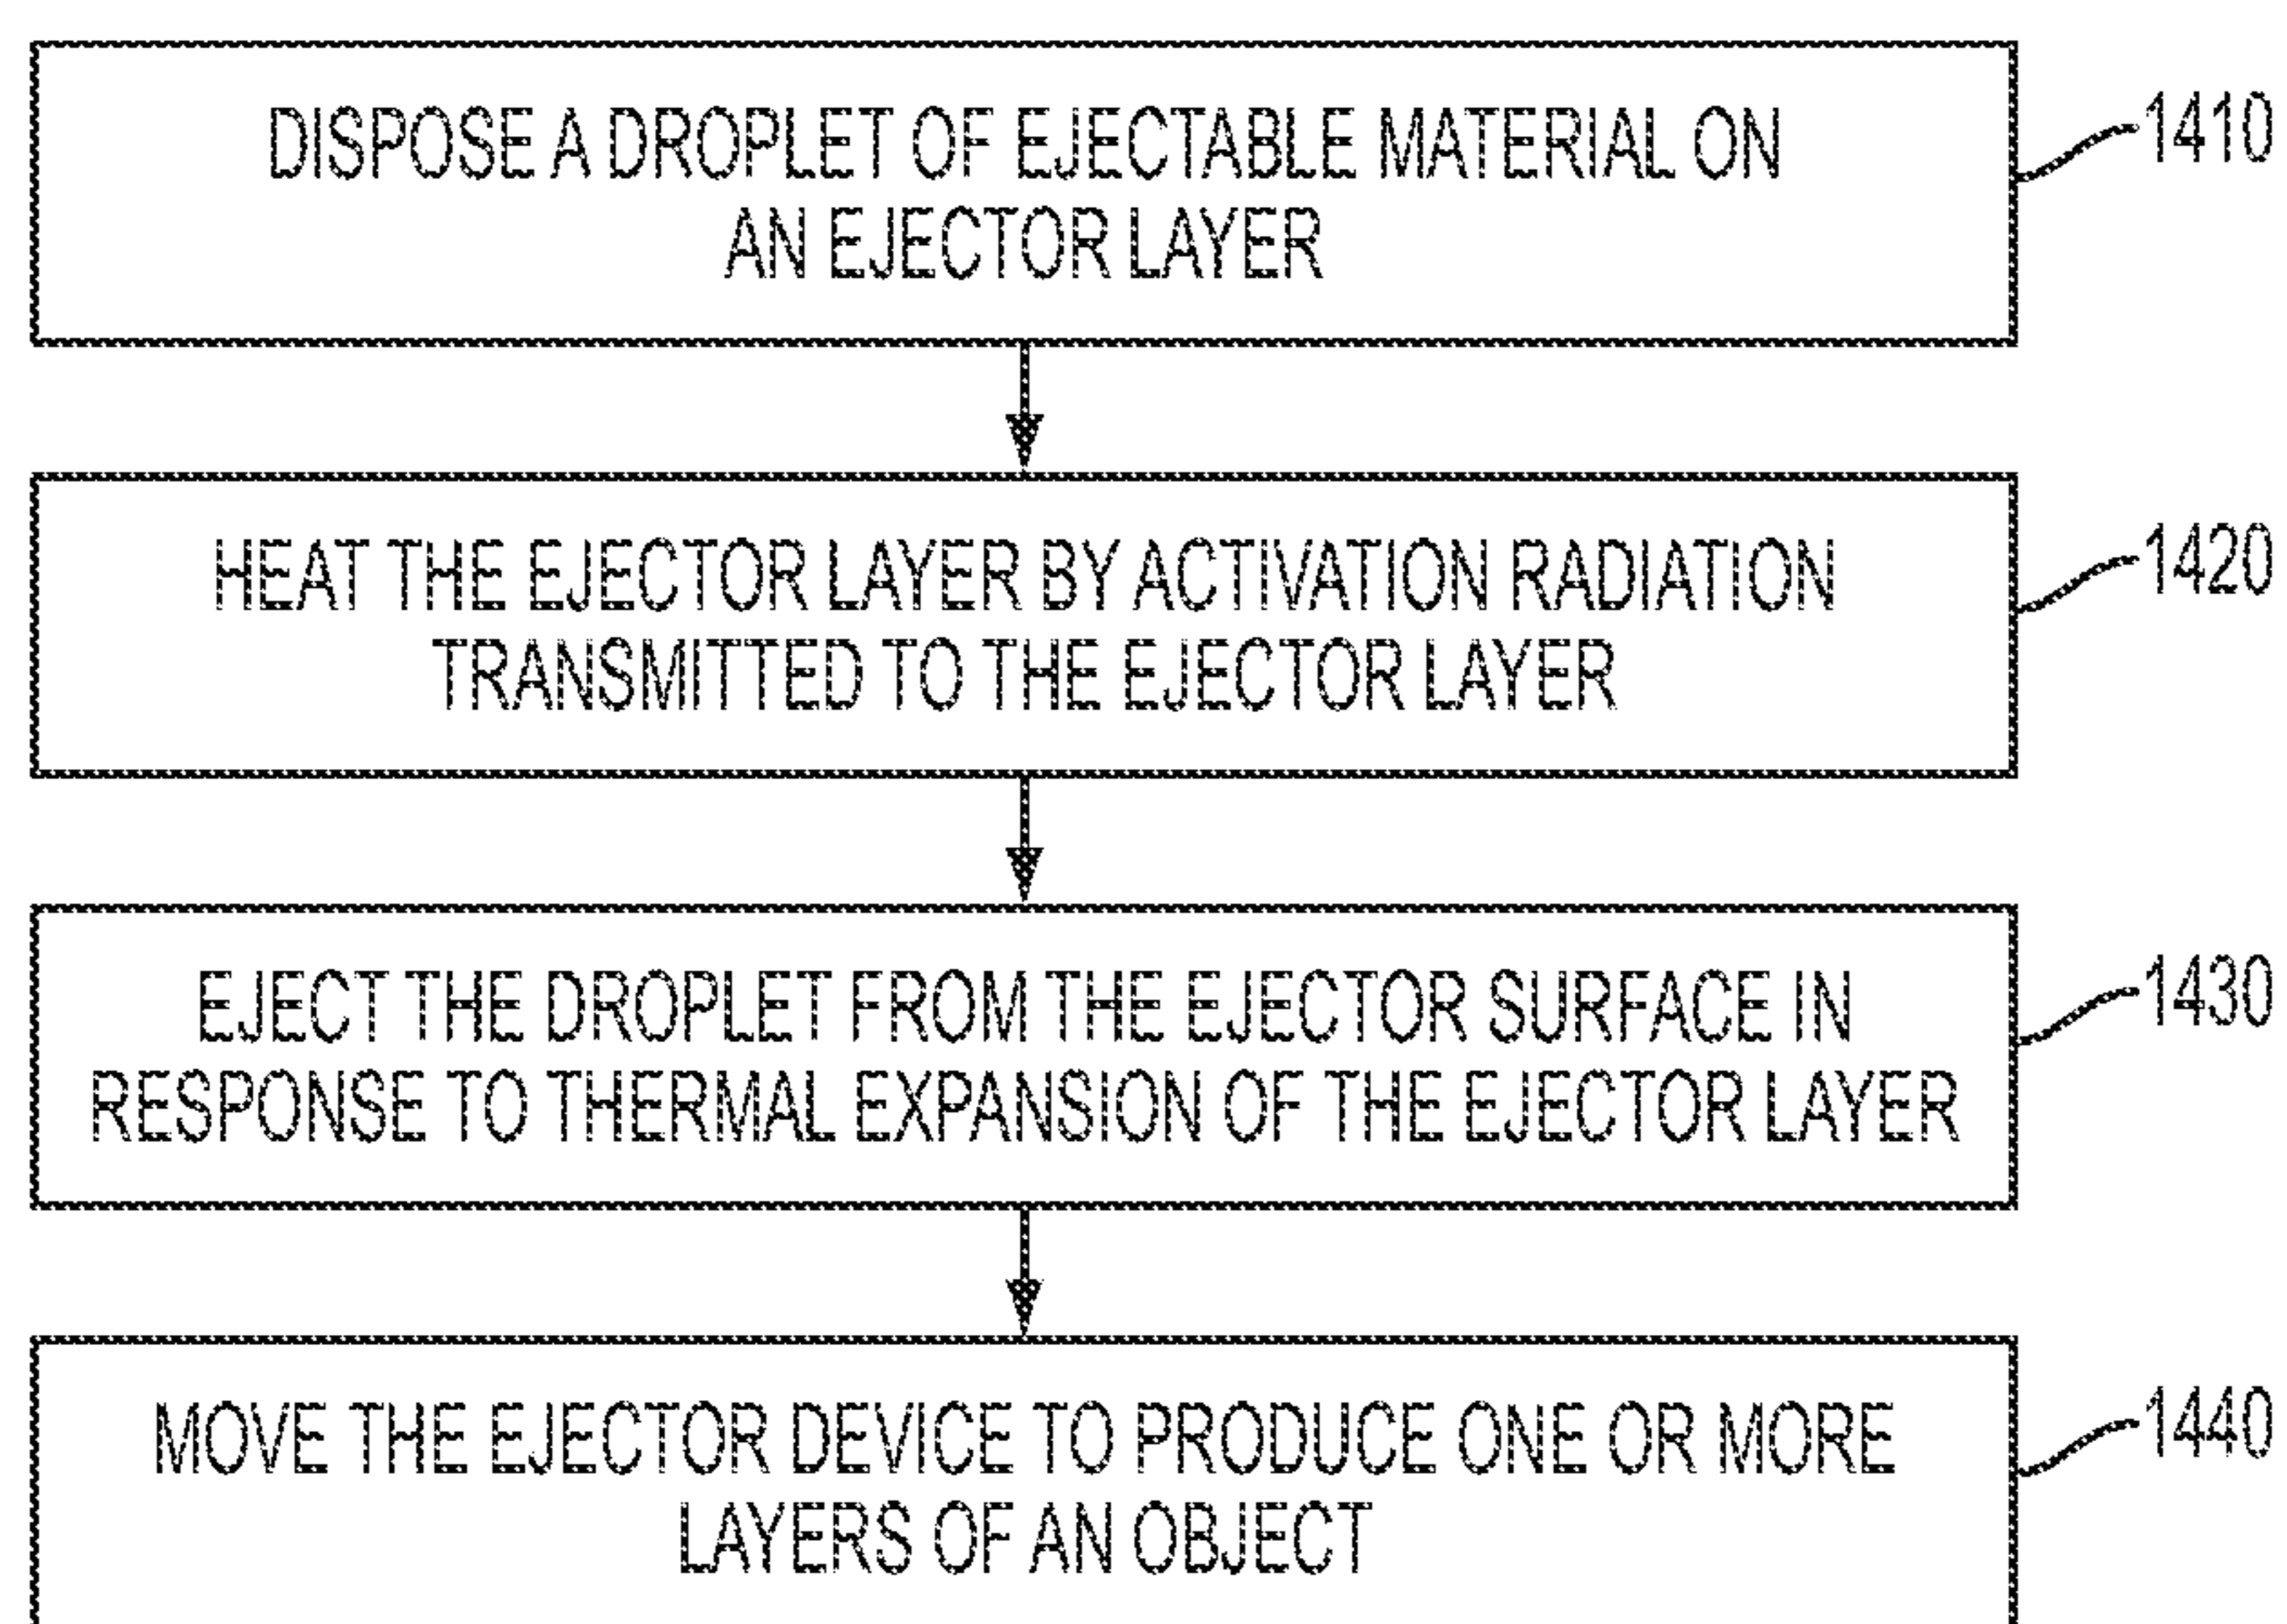 DISPOSE A DROPLET OF EJECTABLE MATERIAL ON
AN EJECTOR LAYER
1410
HEAT THE EJECTOR LAYER BY ACTIVATION RADIATION
TRANSMITTED TO THE EJECTOR LAYER
1420
EJECT THE DROPLET FROM THE EJECTOR SURFACE IN
RESPONSE TO THERMAL EXPANSION OF THE EJECTOR LAYER
1430
MOVE THE EJECTOR DEVICE TO PRODUCE ONE OR MORE
LAYERS OF AN OBJECT
1440